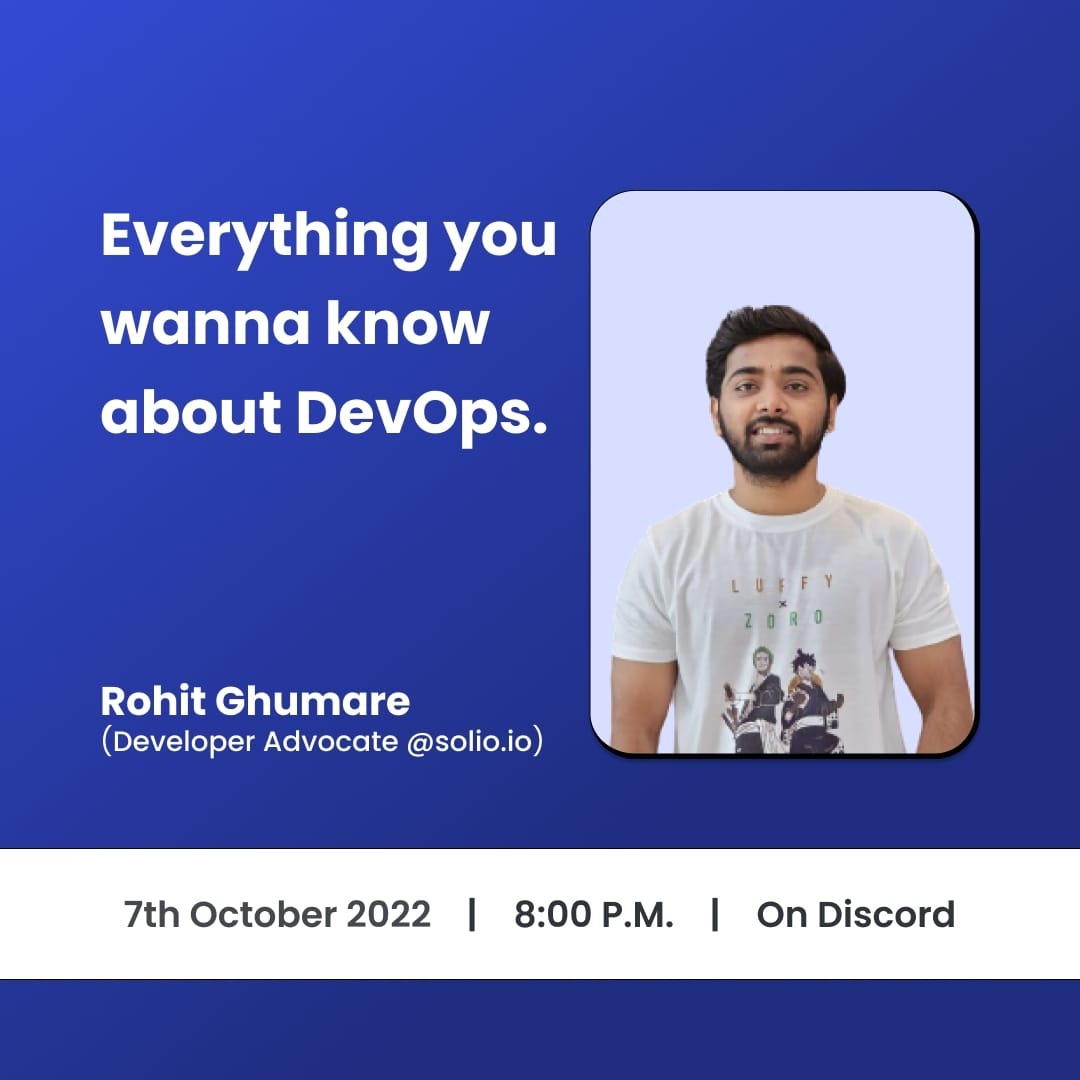 Everything you
wanna know
about DevOps.
LUFFY
×
ZORO
Rohit Ghumare
(Developer Advocate @solio.io)
7th October 2022 | 8:00 P.M. | On Discord